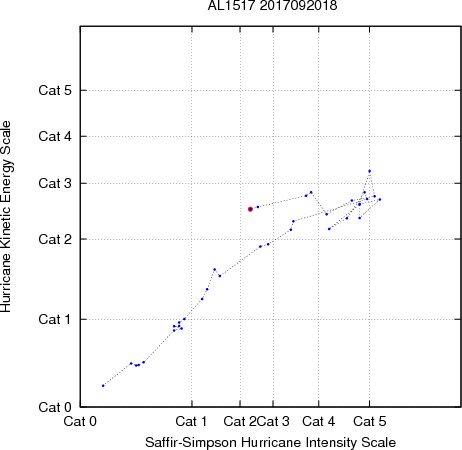 AL1517 2017092018
Cat 5
Cat 4
Cat 3
Cat 2
Cat 1
Cat 0
Hurricane Kinetic Energy Scale
Cat 0 Cat 1 Cat 2 Cat 3 Cat 4 Cat 5
Saffir-Simpson Hurricane Intensity Scale